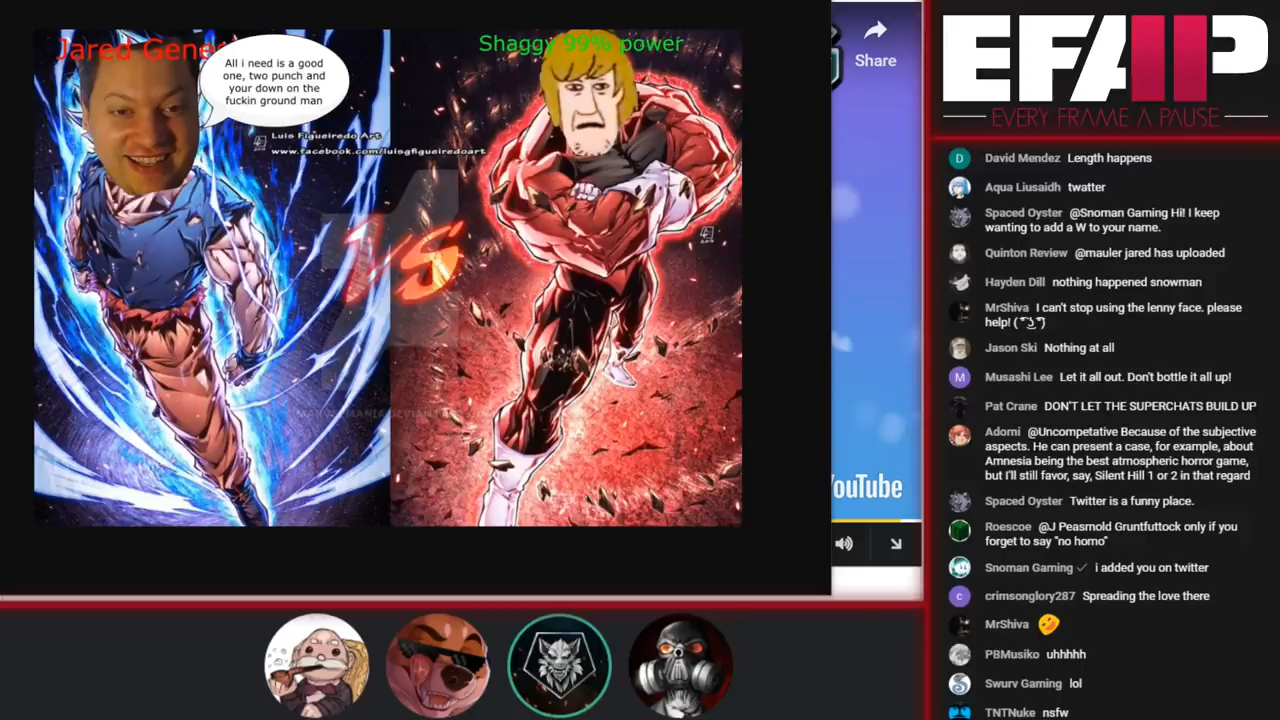 Jared Gene
Shaggy 99% power
All i need is a good
one, two punch and
your down on the
fuckin ground man
Luis Figueiredo Art
www.facebook.com/luisgfigueiredoart
VS
Share
YouTube
EFAP
EVERY FRAME A PAUSE
David Mendez Length happens
Aqua Liusaidh twatter
Spaced Oyster @Snoman Gaming Hi! I keep
wanting to add a W to your name.
Quinton Review @mauler jared has uploaded
Hayden Dill nothing happened snowman
MrShiva I can't stop using the lenny face. please
help! ( ͡° ͜ʖ ͡°)
Jason Ski Nothing at all
M
Musashi Lee Let it all out. Don't bottle it all up!
Pat Crane DON'T LET THE SUPERCHATS BUILD UP
Adorni @Uncompetative Because of the subjective
aspects. He can present a case, for example, about
Amnesia being the best atmospheric horror game,
but I'll still favor, say, Silent Hill 1 or 2 in that regard
Spaced Oyster Twitter is a funny place.
Roescoe @J Peasmold Gruntfuttock only if you
forget to say "no homo"
Snoman Gaming i added you on twitter
c
crimsonglory287 Spreading the love there
MrShiva 🤣
PBMusiko uhhhhh
Swurv Gaming lol
TNTNuke nsfw
D